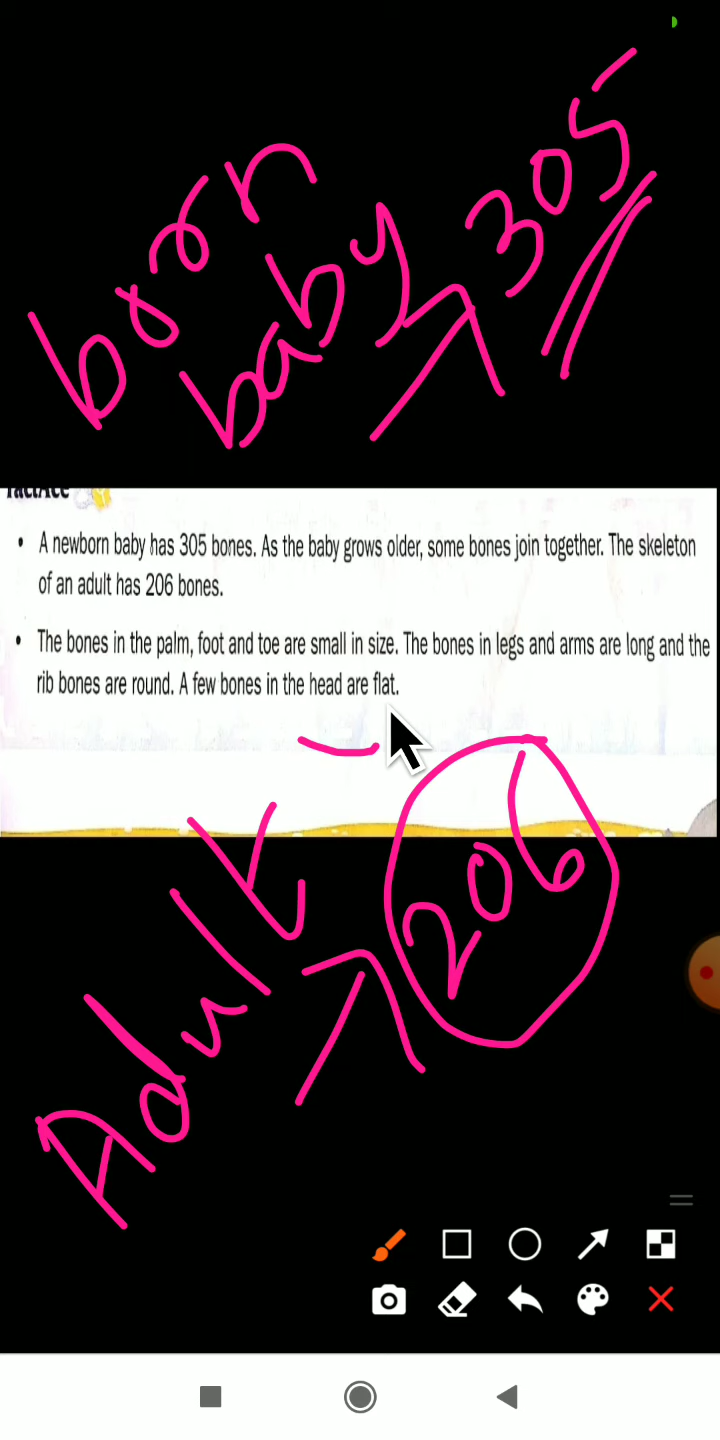 born
baby 305
FactAce
• A newborn baby has 305 bones. As the baby grows older, some bones join together. The skeleton
of an adult has 206 bones.
• The bones in the palm, foot and toe are small in size. The bones in legs and arms are long and the
rib bones are round. A few bones in the head are flat.
Adult 206